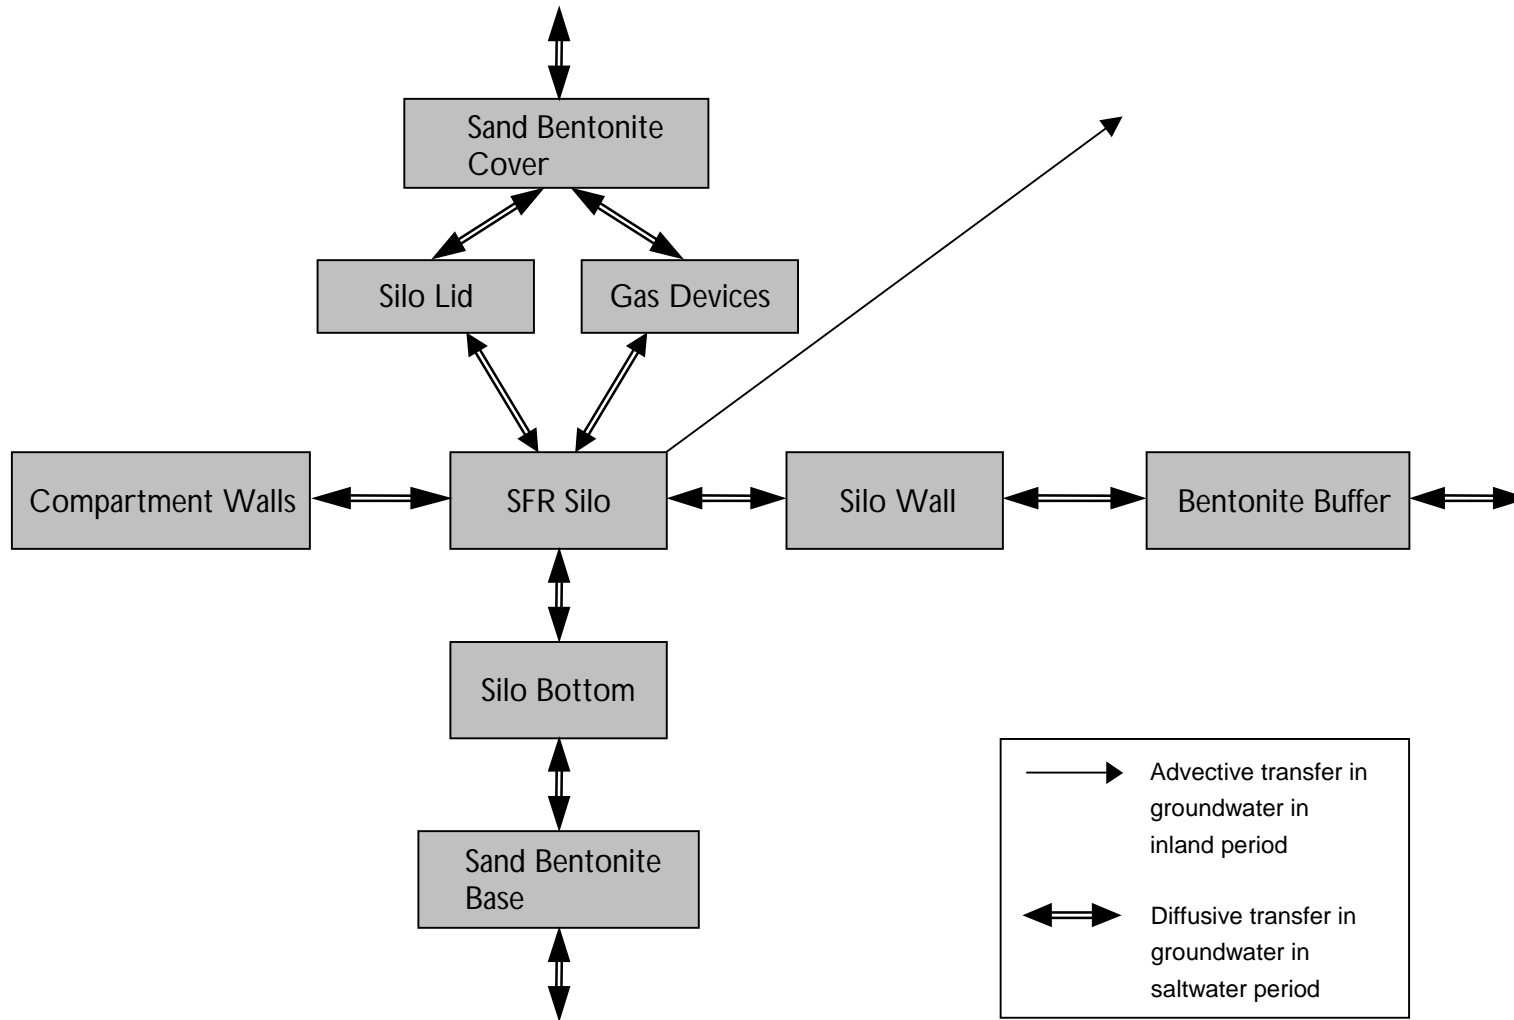 Sand Bentonite
Cover
Silo Lid
Gas Devices
Compartment Walls
SFR Silo
Silo Wall
Bentonite Buffer
Silo Bottom
Sand Bentonite
Base
Advective transfer in
groundwater in
inland period
Diffusive transfer in
groundwater in
saltwater period